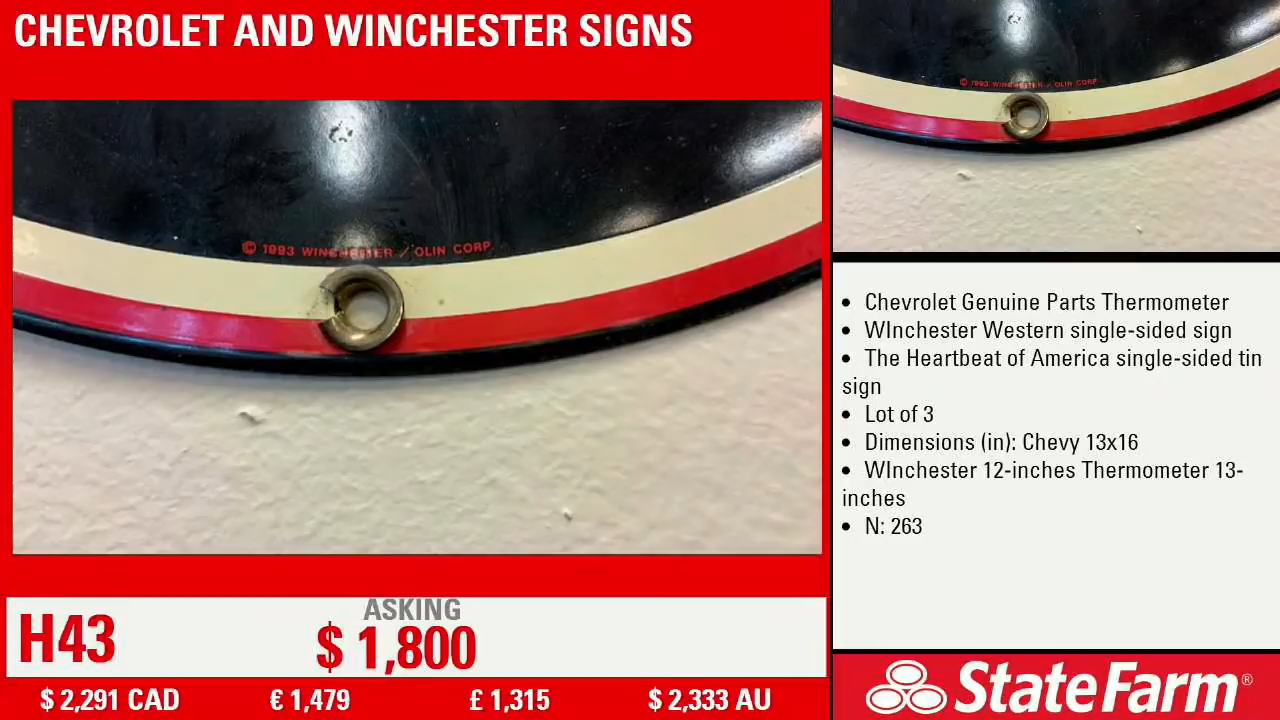 CHEVROLET AND WINCHESTER SIGNS
© 1993 WINCHESTER / OLIN CORP.
© 1993 WINCHESTER / OLIN CORP.
• Chevrolet Genuine Parts Thermometer
• WInchester Western single-sided sign
• The Heartbeat of America single-sided tin
sign
• Lot of 3
• Dimensions (in): Chevy 13x16
• WInchester 12-inches Thermometer 13-
inches
• N: 263
H43
ASKING
$ 1,800
$ 2,291 CAD € 1,479 £ 1,315 $ 2,333 AU
State Farm®